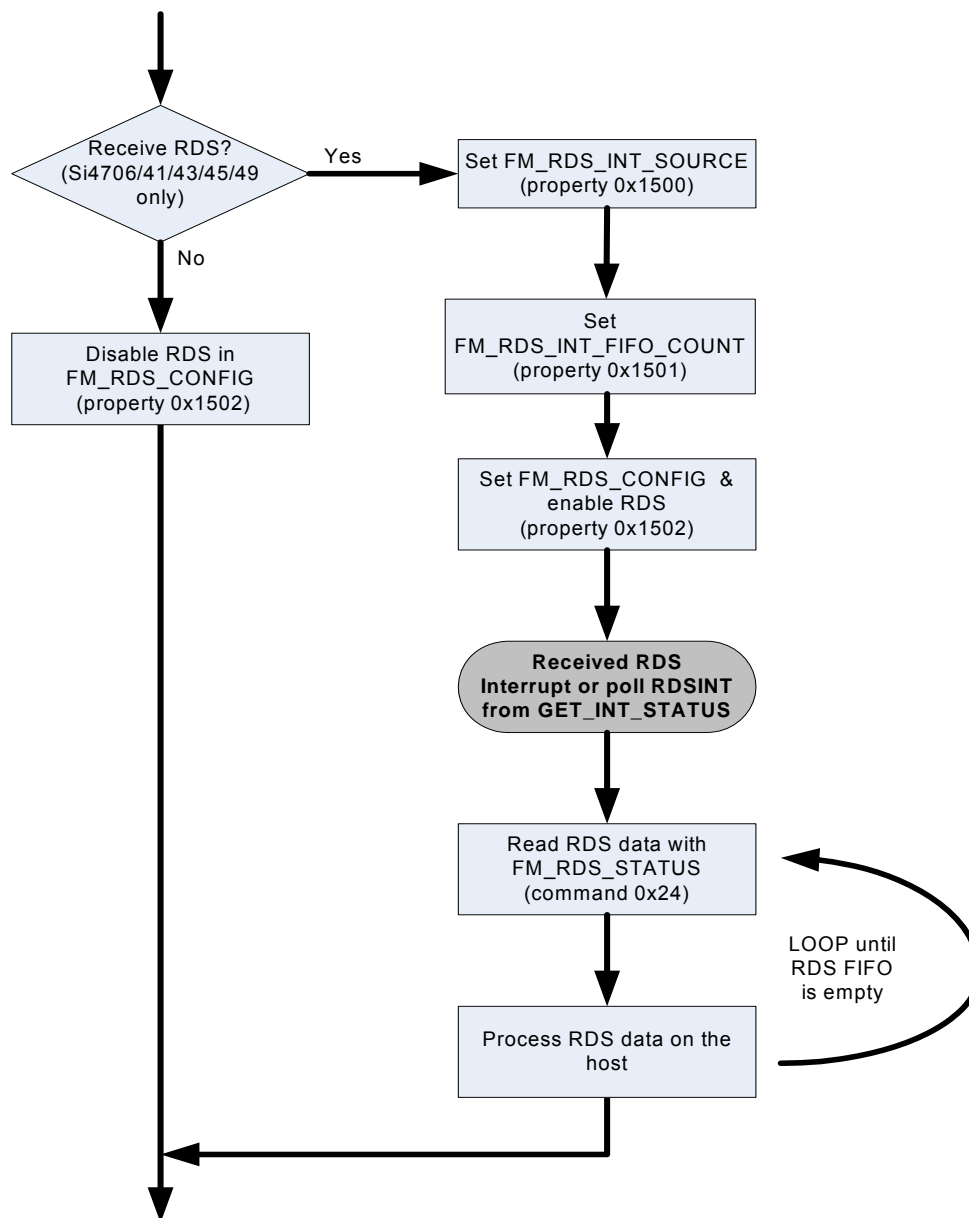 Receive RDS?
(Si4706/41/43/45/49
only)
Yes
Set FM_RDS_INT_SOURCE
(property 0x1500)
No
Set
FM_RDS_INT_FIFO_COUNT
(property 0x1501)
Disable RDS in
FM_RDS_CONFIG
(property 0x1502)
Set FM_RDS_CONFIG &
enable RDS
(property 0x1502)
Received RDS
Interrupt or poll RDSINT
from GET_INT_STATUS
Read RDS data with
FM_RDS_STATUS
(command 0x24)
LOOP until
RDS FIFO
is empty
Process RDS data on the
host